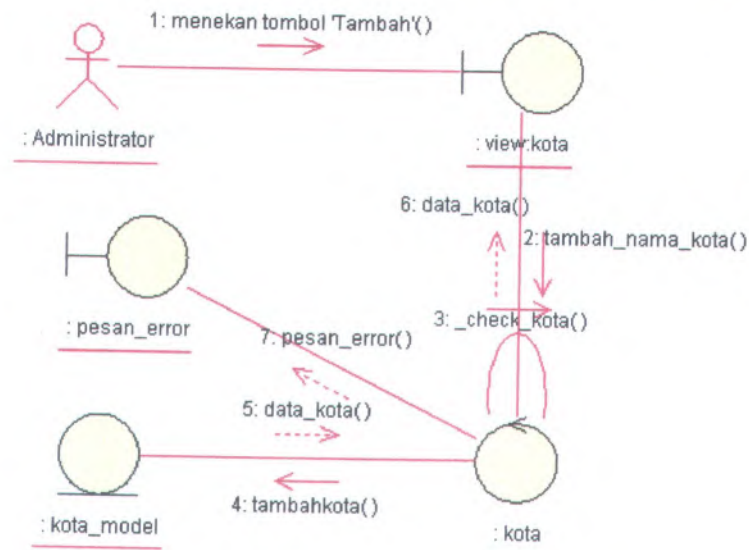 1: menekan tombol 'Tambah'()
: Administrator
: view:kota
6: data_kota()
2: tambah_nama_kota()
3: _check_kota()
: pesan_error
7: pesan_error()
5: data_kota()
4: tambahkota()
: kota_model
: kota